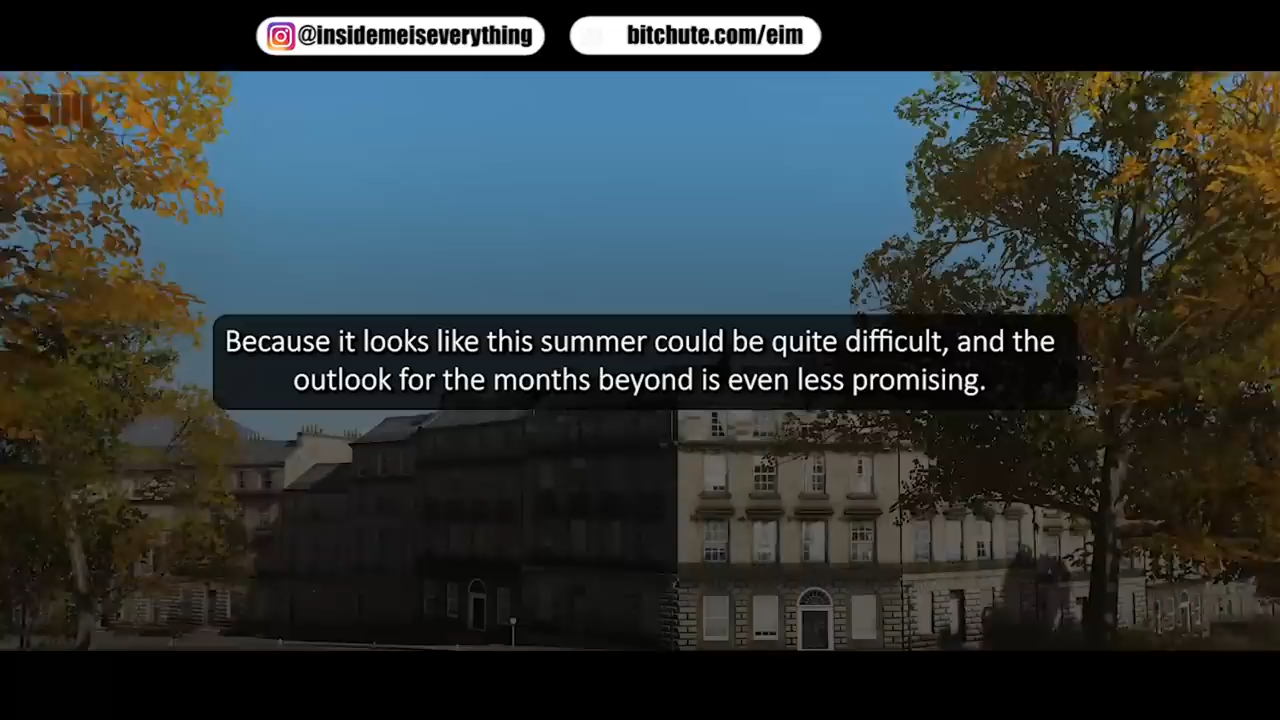 @insidemeiseverything
bitchute.com/eim
eim
Because it looks like this summer could be quite difficult, and the
outlook for the months beyond is even less promising.